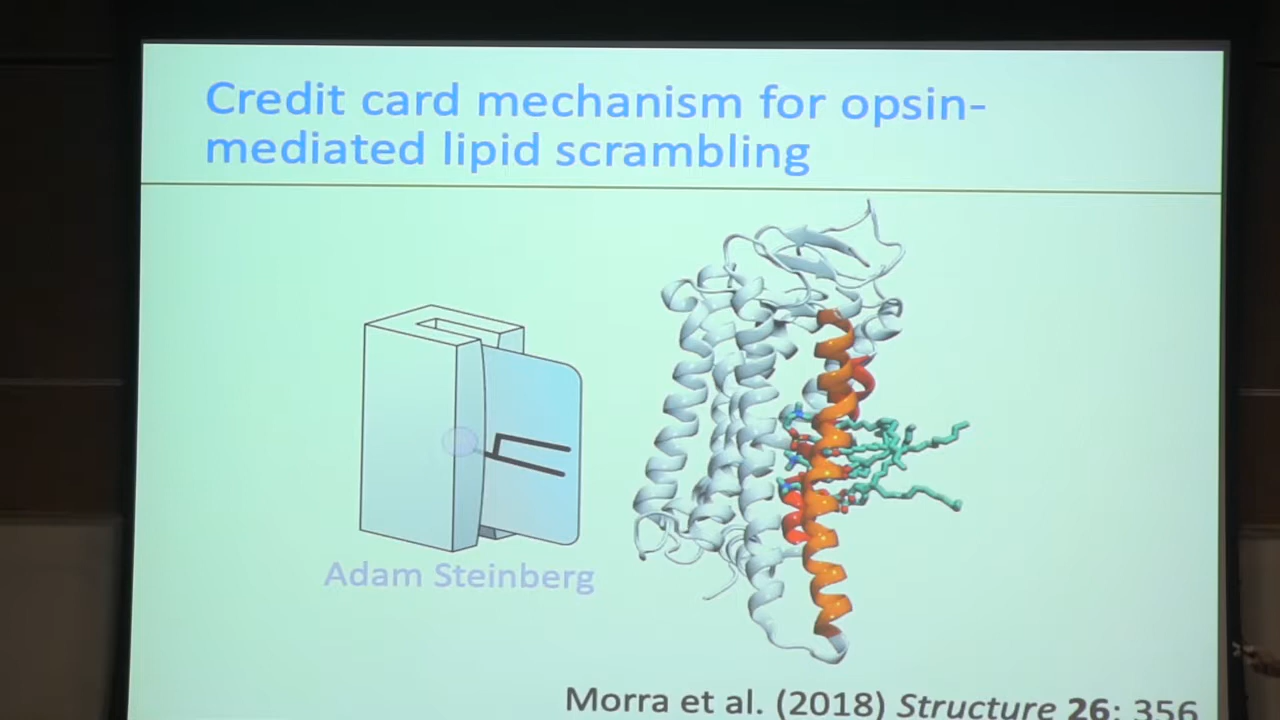 Credit card mechanism for opsin-
mediated lipid scrambling
Adam Steinberg
Morra et al. (2018) Structure 26: 356